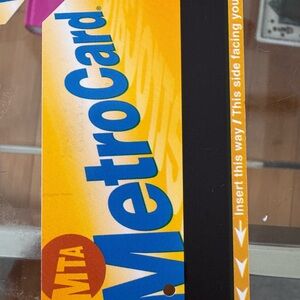 MetroCard®
MTA
Insert this way / This side facing you